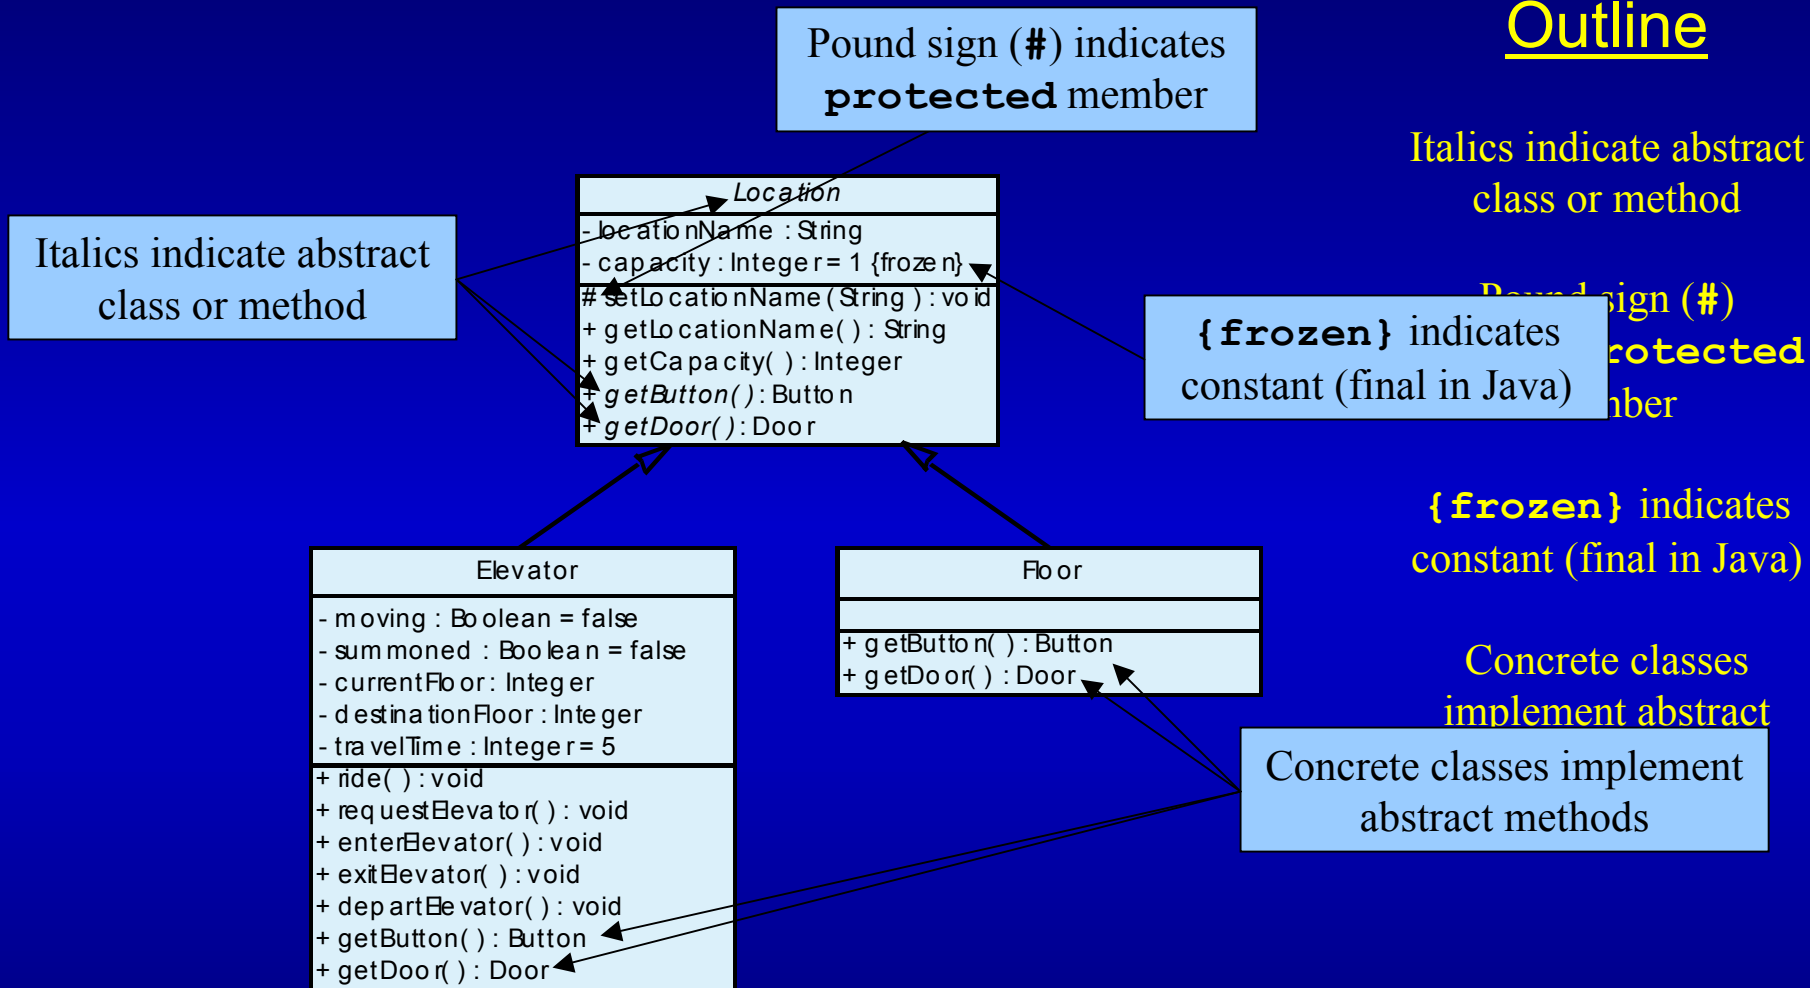 Outline
Pound sign (#) indicates
protected member
Italics indicate abstract
class or method
Location
- locationName : String
- capacity : Integer = 1 {frozen}
# setLocationName ( String ) : void
+ getLocationName( ) : String
+ getCapacity( ) : Integer
+ getButton( ) : Button
+ getDoor( ) : Door
{frozen} indicates
constant (final in Java)
Elevator
- moving : Boolean = false
- summoned : Boolean = false
- currentFloor : Integer
- destinationFloor : Integer
- travelTime : Integer = 5
+ ride( ) : void
+ requestElevator( ) : void
+ enterElevator( ) : void
+ exitElevator( ) : void
+ departElevator( ) : void
+ getButton( ) : Button
+ getDoor( ) : Door
Floor
+ getButton( ) : Button
+ getDoor( ) : Door
Concrete classes implement
abstract methods
Italics indicate abstract
class or method
sign (#)
{frozen} indicates
constant (final in Java)
Concrete classes
implement abstract